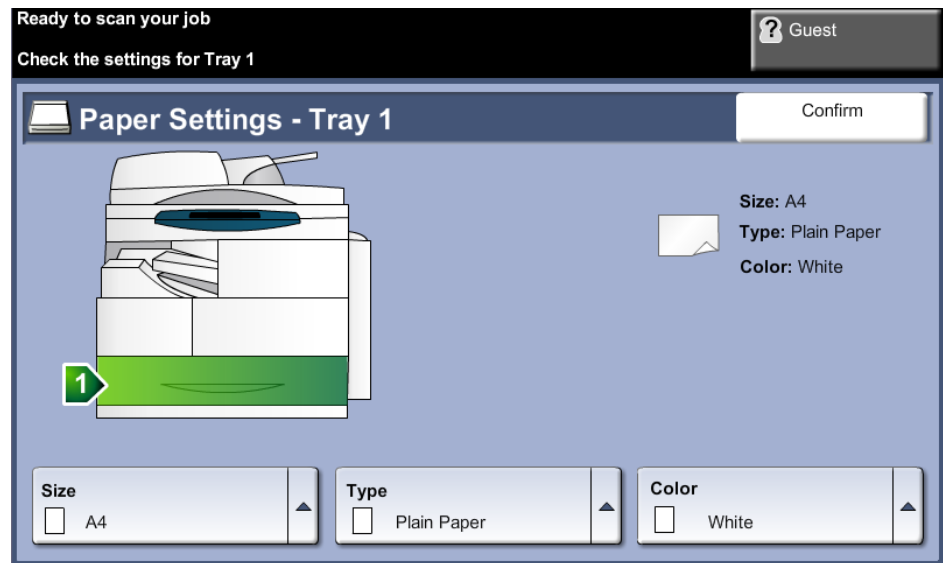 Ready to scan your job
Guest
Check the settings for Tray 1
Paper Settings - Tray 1
Confirm
Size: A4
Type: Plain Paper
Color: White
1
Size
A4
Type
Plain Paper
Color
White